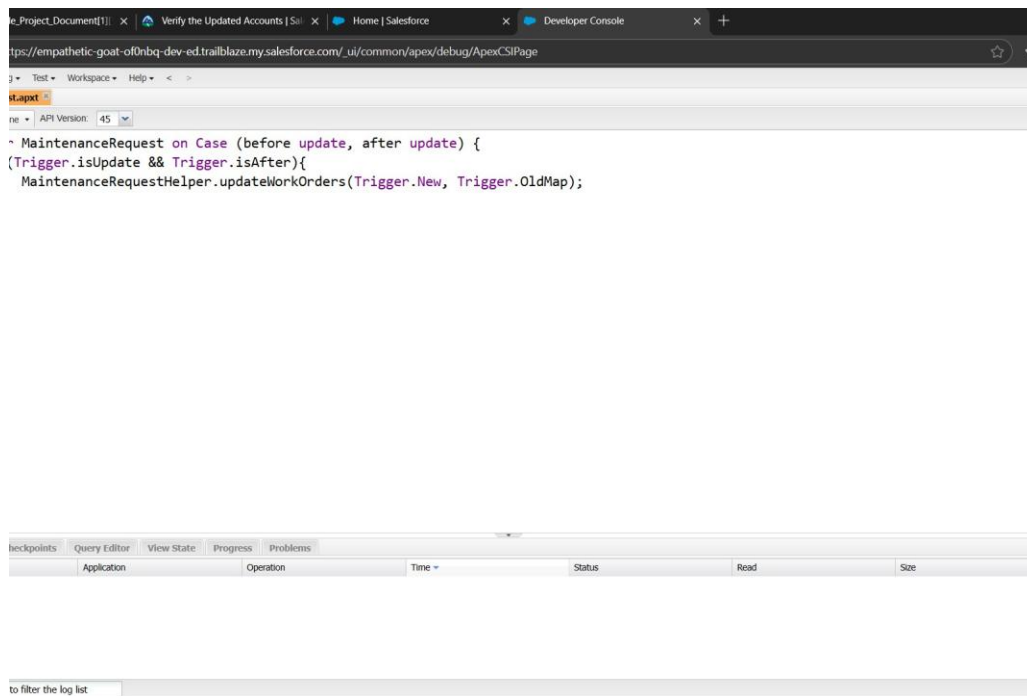 le_Project_Document[1]] Verify the Updated Accounts | Sal Home | Salesforce Developer Console
tps://empathetic-goat-of0nbq-dev-ed.trailblaze.my.salesforce.com/_ui/common/apex/debug/ApexCSIPage
g Test Workspace Help < >
st.apxt
ne API Version: 45
r MaintenanceRequest on Case (before update, after update) {
(Trigger.isUpdate && Trigger.isAfter){
MaintenanceRequestHelper.updateWorkOrders(Trigger.New, Trigger.OldMap);
heckpoints Query Editor View State Progress Problems
Application Operation Time Status Read Size
to filter the log list